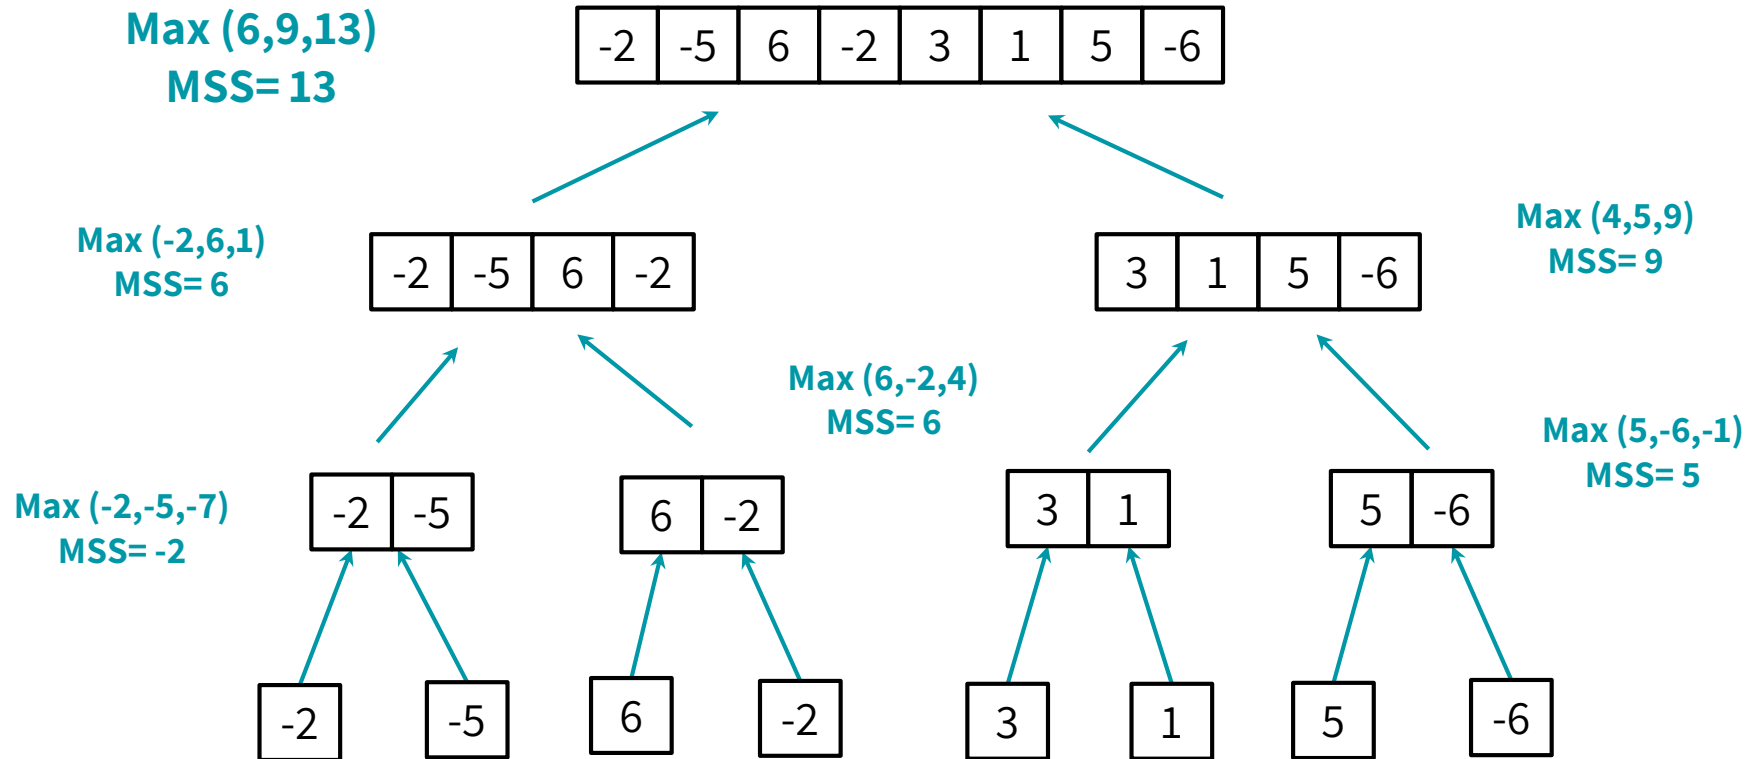 Max (6,9,13)
MSS= 13
-2 -5 6 -2 3 1 5 -6
Max (-2,6,1)
MSS= 6
-2 -5 6 -2
3 1 5 -6
Max (4,5,9)
MSS= 9
Max (6,-2,4)
MSS= 6
Max (5,-6,-1)
MSS= 5
Max (-2,-5,-7)
MSS= -2
-2 -5
6 -2
3 1
5 -6
-2
-5
6
-2
3
1
5
-6